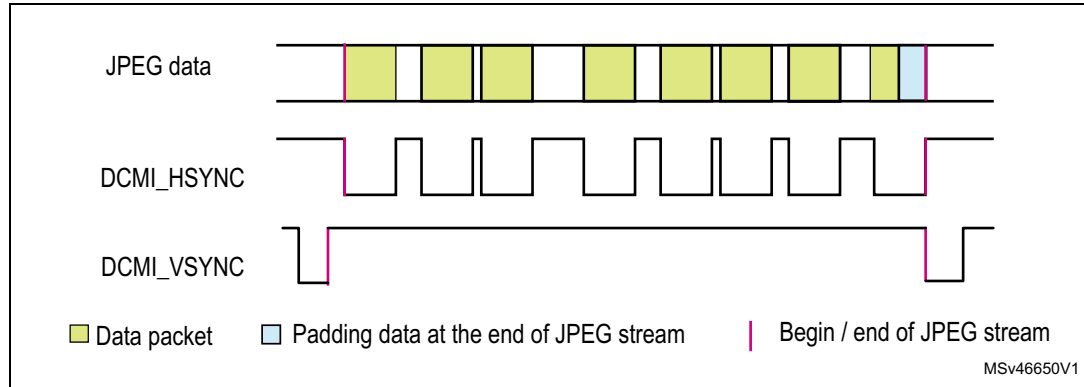 JPEG data
DCMI_HSYNC
DCMI_VSYNC
Data packet Padding data at the end of JPEG stream Begin / end of JPEG stream
MSv46650V1